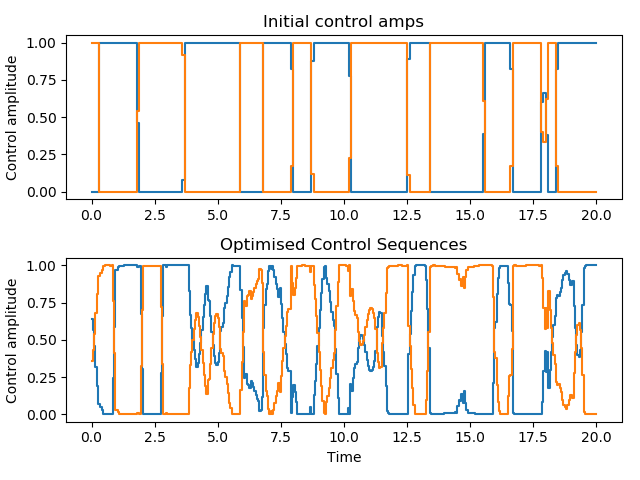 Initial control amps
Control amplitude
1.00
0.75
0.50
0.25
0.00
0.0 2.5 5.0 7.5 10.0 12.5 15.0 17.5 20.0
Optimised Control Sequences
Control amplitude
1.00
0.75
0.50
0.25
0.00
0.0 2.5 5.0 7.5 10.0 12.5 15.0 17.5 20.0
Time